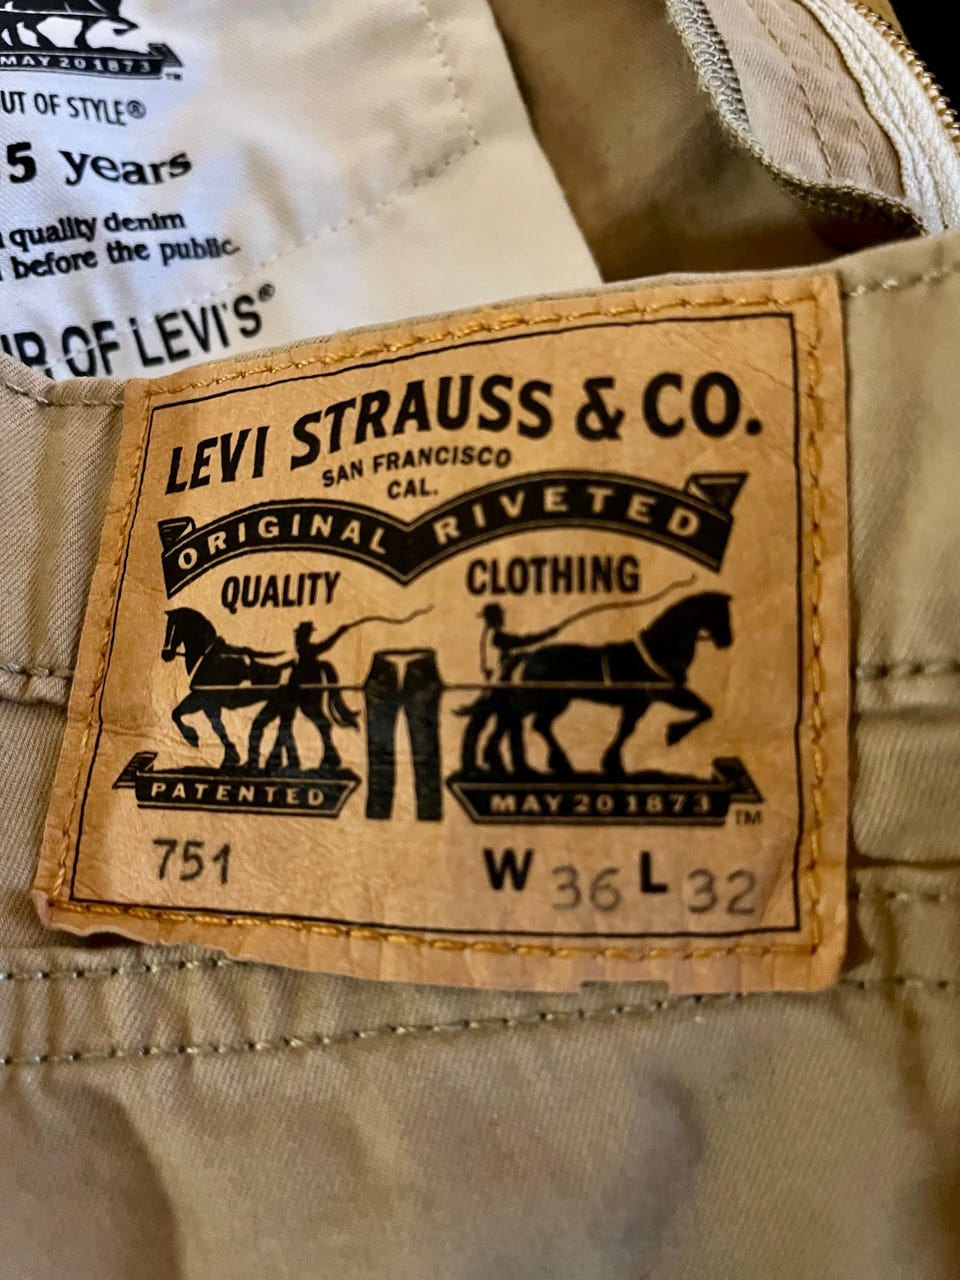 MAY 20 1873 ™
UT OF STYLE®
5 years
quality denim
before the public.
R OF LEVI'S®
LEVI STRAUSS & CO.
SAN FRANCISCO
CAL.
ORIGINAL RIVETED
QUALITY CLOTHING
PATENTED MAY 20 1873 ™
751 W 36 L 32